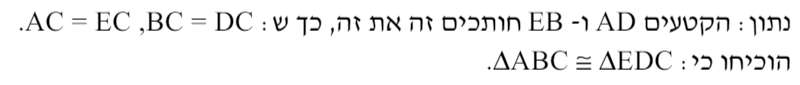 נתון: הקטעים AD ו- EB חותכים זה את זה, כך ש: AC = EC ,BC = DC.
הוכיחו כי: ΔABC ≅ ΔEDC.